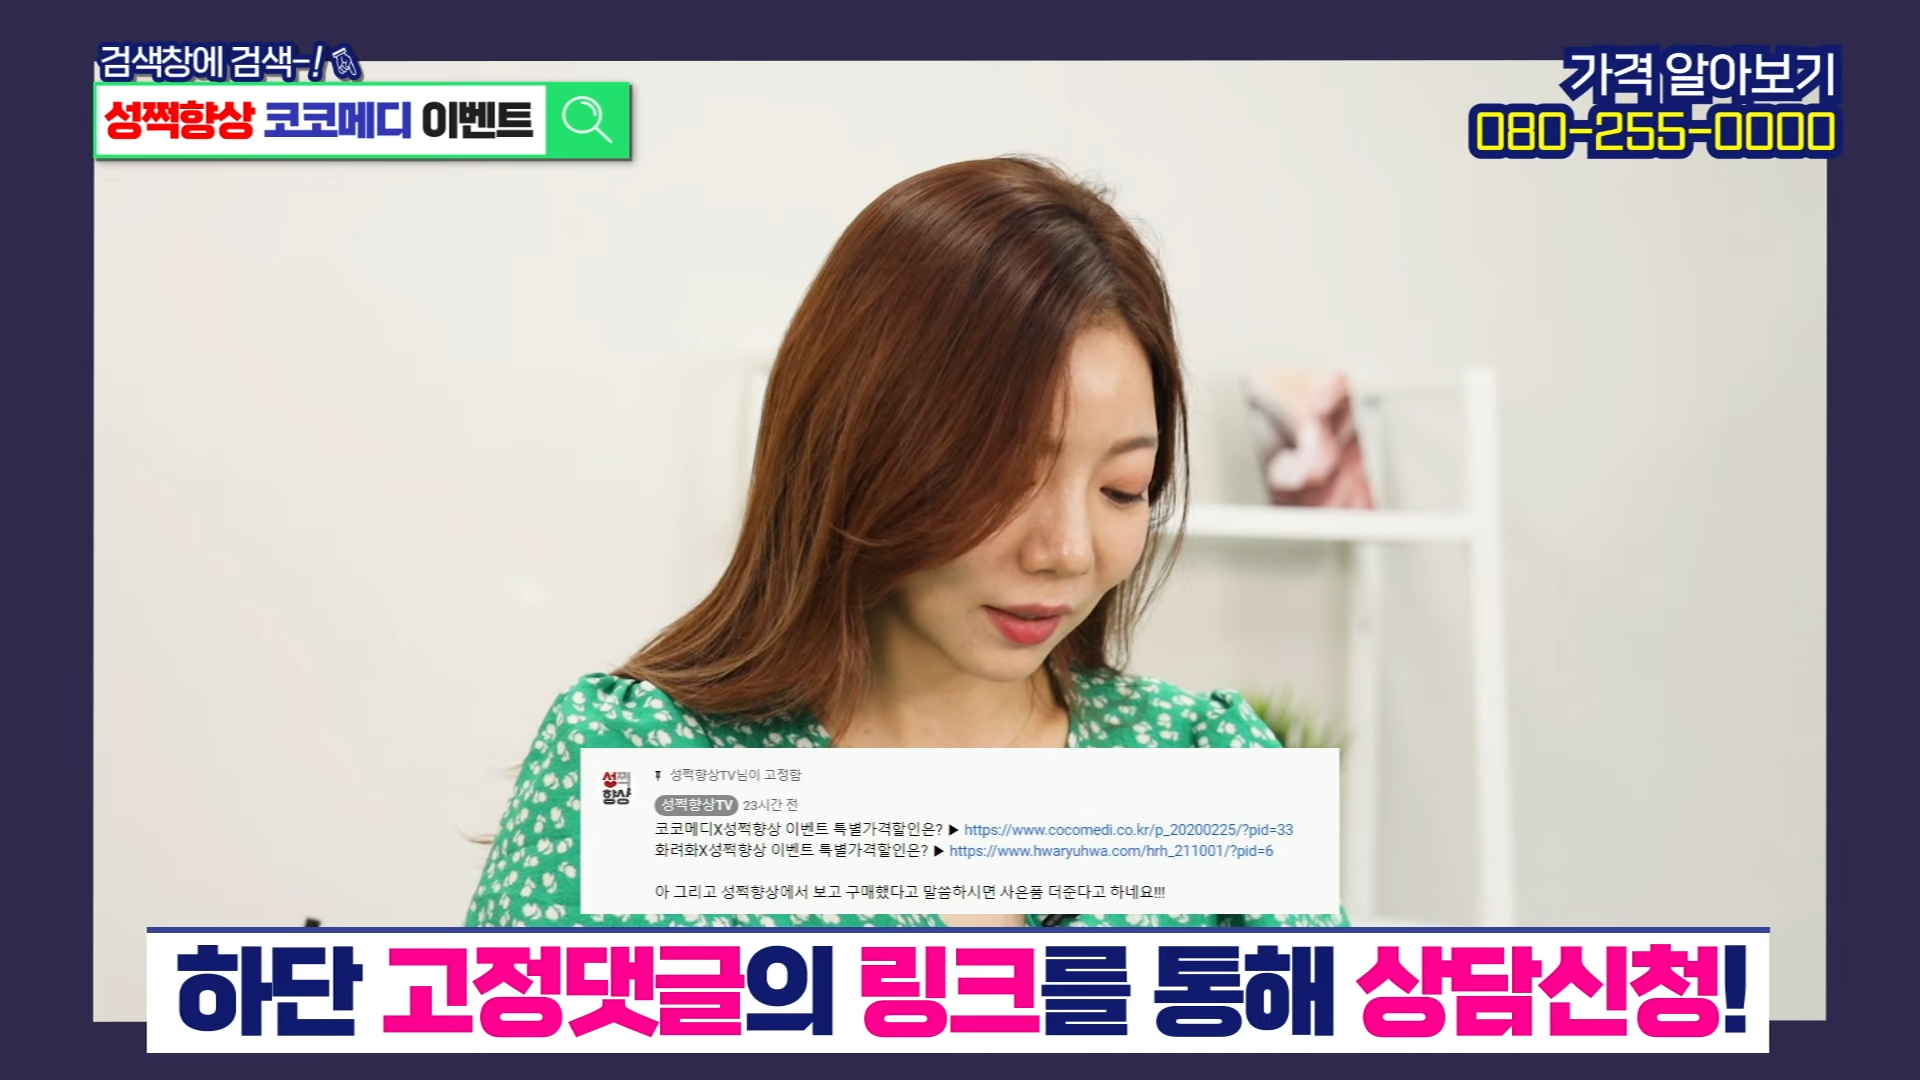 검색창에 검색-!
성쩍향상 코코메디 이벤트
가격 알아보기
080-255-0000
성쩍향상
성쩍향상TV님이 고정함
성쩍향상TV 23시간 전
코코메디X성쩍향상 이벤트 특별가격할인은? ▶ https://www.cocomedi.co.kr/p_20200225/?pid=33
화려화X성쩍향상 이벤트 특별가격할인은? ▶ https://www.hwaryuhwa.com/hrh_211001/?pid=6
아 그리고 성쩍향상에서 보고 구매했다고 말씀하시면 사은품 더준다고 하네요!!!
하단 고정댓글의 링크를 통해 상담신청!